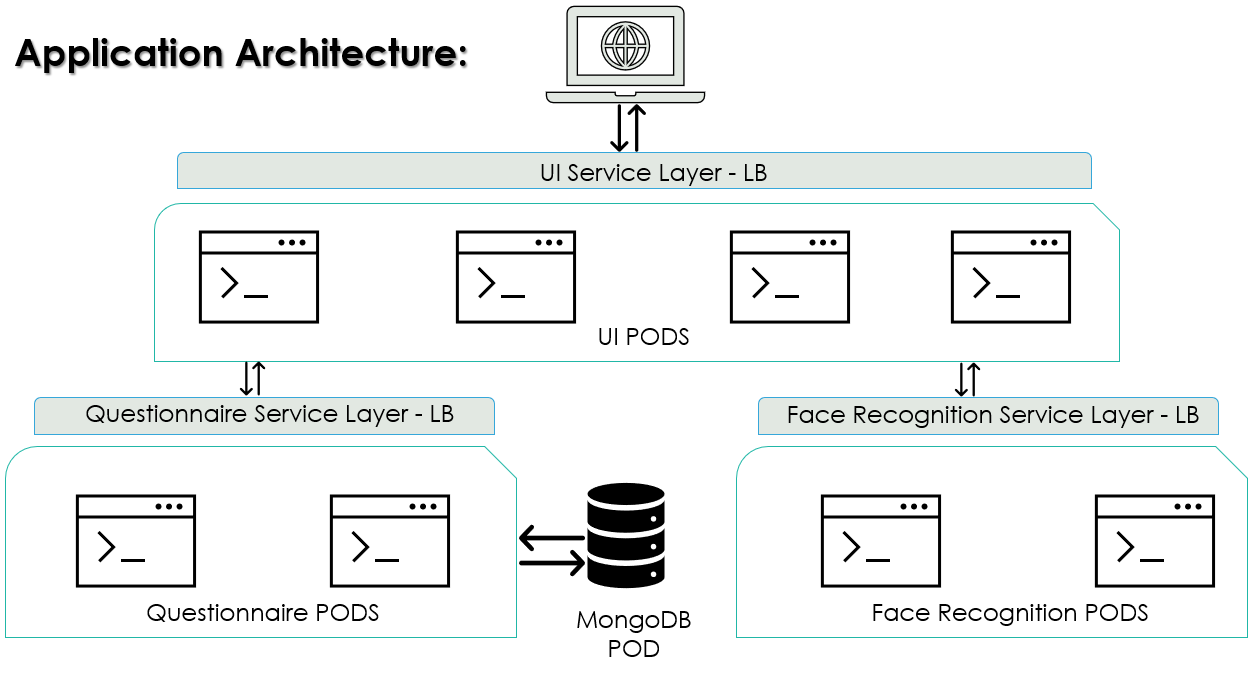 Application Architecture:
UI Service Layer - LB
UI PODS
Questionnaire Service Layer - LB
Face Recognition Service Layer - LB
Questionnaire PODS
MongoDB
POD
Face Recognition PODS